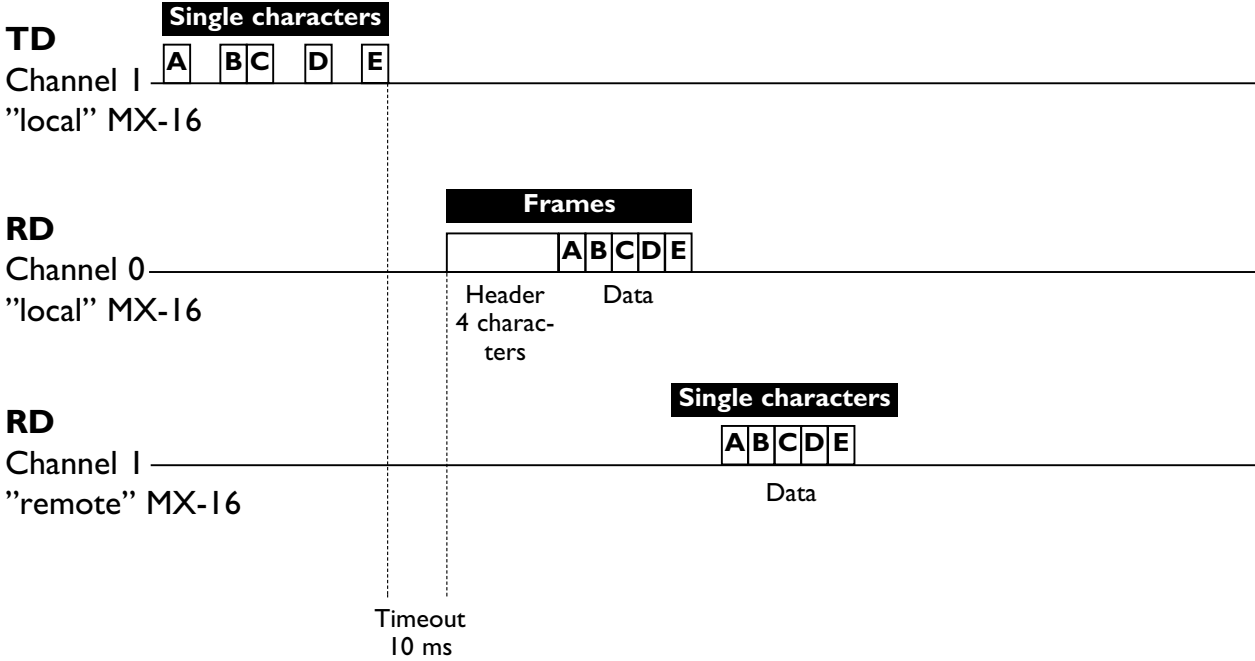 Single characters
TD
A B C D E
Channel 1
”local” MX-16
Frames
RD
A B C D E
Channel 0
”local” MX-16
Header Data
4 charac-
ters
Single characters
RD
A B C D E
Channel 1
”remote” MX-16
Data
Timeout
10 ms